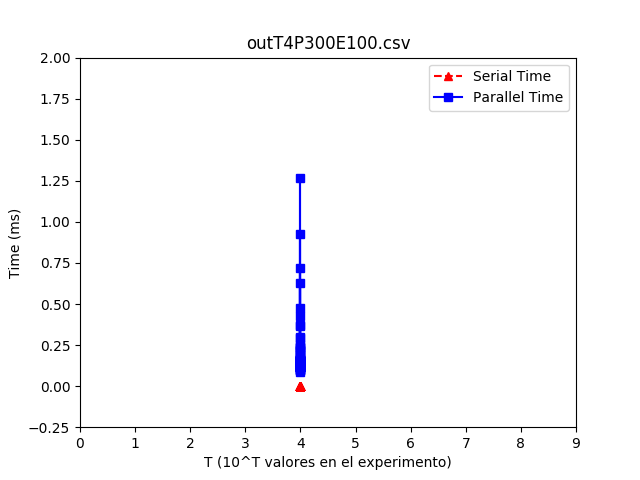 outT4P300E100.csv
2.00
1.75
1.50
1.25
1.00
0.75
0.50
0.25
0.00
−0.25
Time (ms)
Serial Time
Parallel Time
0 1 2 3 4 5 6 7 8 9
T (10^T valores en el experimento)